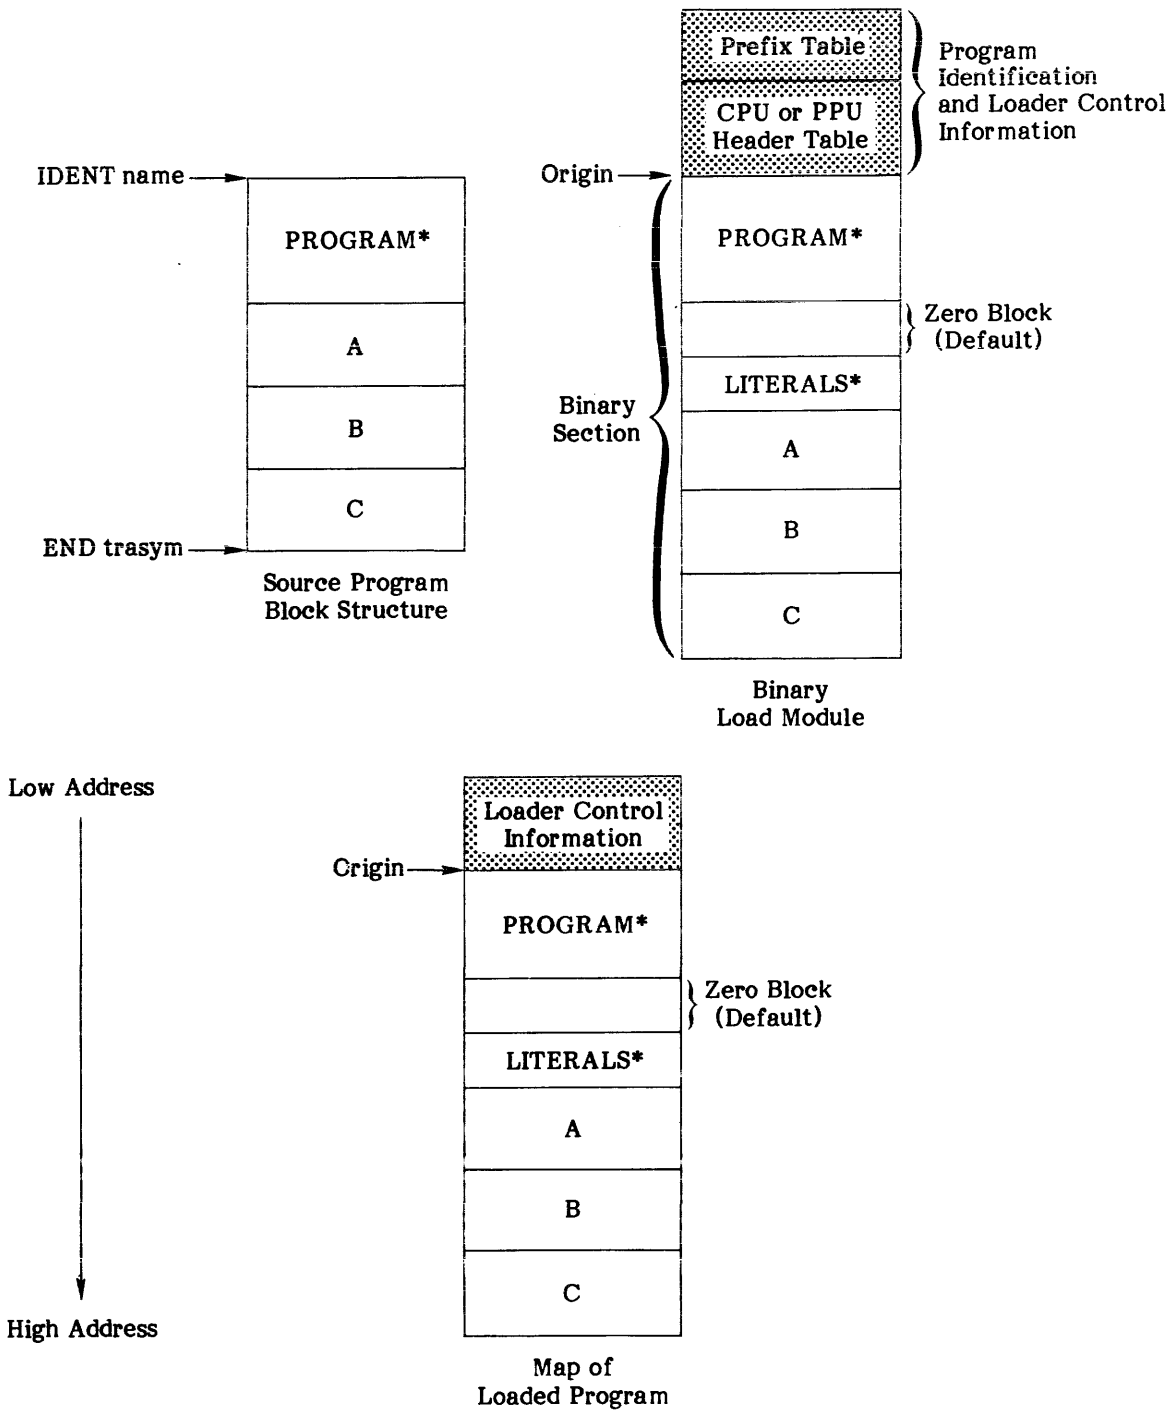 IDENT name
PROGRAM*
A
B
C
END trasym
Source Program
Block Structure
Prefix Table
CPU or PPU
Header Table
Program
Identification
and Loader Control
Information
Origin
PROGRAM*
Zero Block
(Default)
LITERALS*
Binary
Section
A
B
C
Binary
Load Module
Low Address
High Address
Loader Control
Information
Origin
PROGRAM*
Zero Block
(Default)
LITERALS*
A
B
C
Map of
Loaded Program